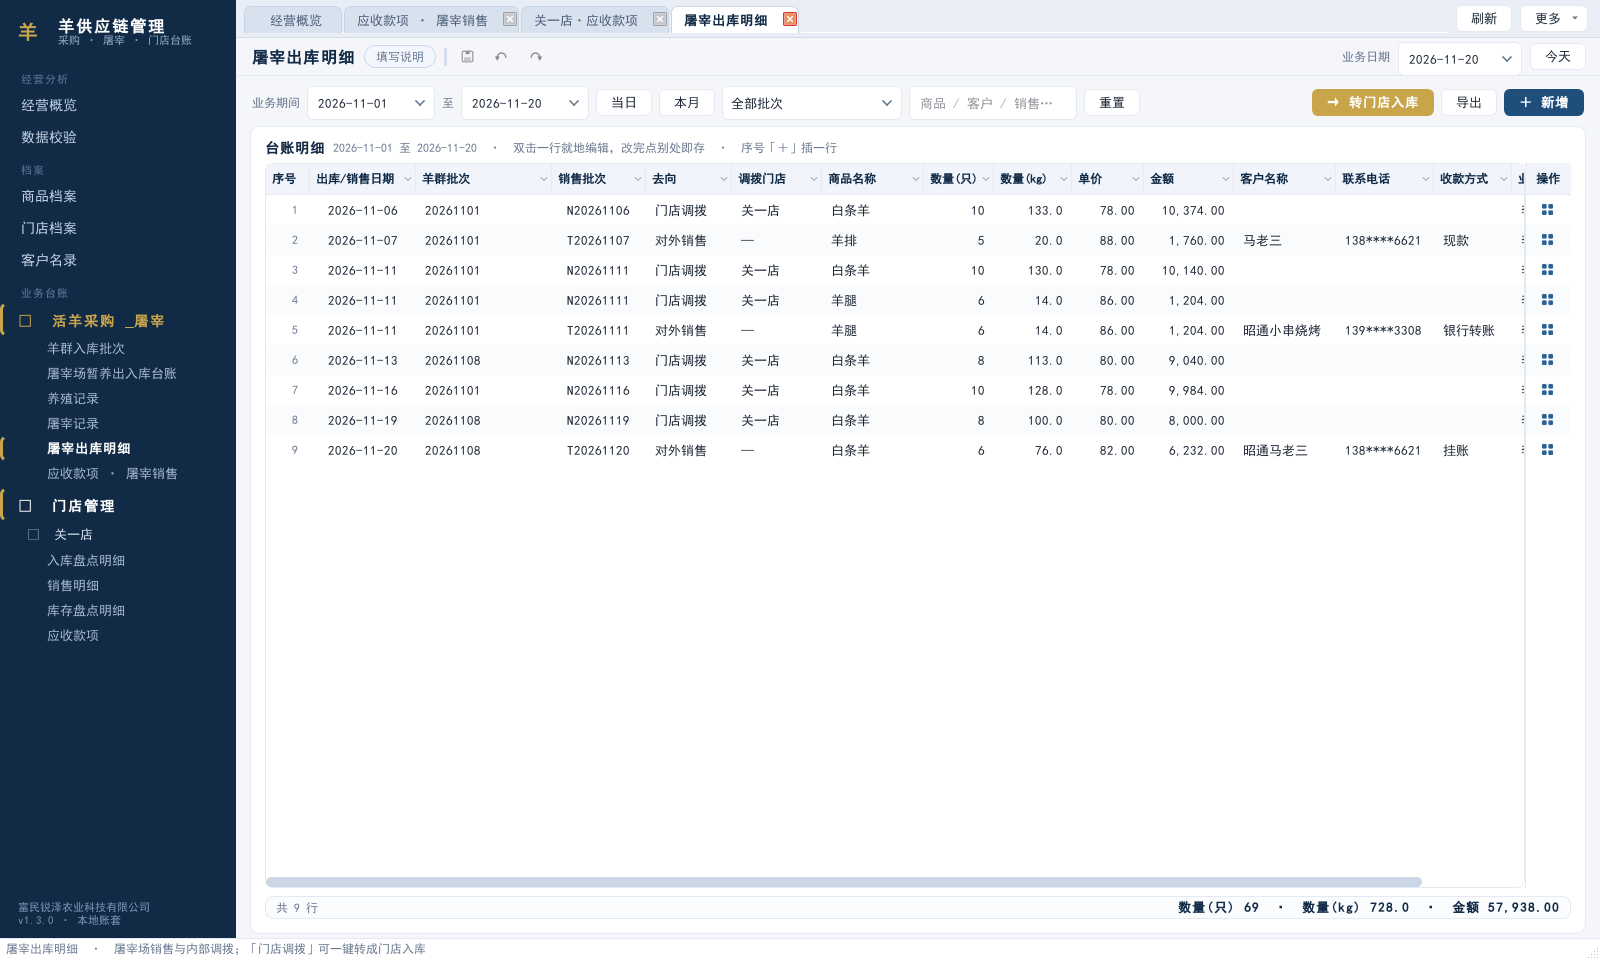 羊 羊供应链管理
采购 · 屠宰 · 门店台账
经营分析
经营概览
数据校验
档案
商品档案
门店档案
客户名录
业务台账
活羊采购 _屠宰
羊群入库批次
屠宰场暂养出入库台账
养殖记录
屠宰记录
屠宰出库明细
应收款项 · 屠宰销售
门店管理
关一店
入库盘点明细
销售明细
库存盘点明细
应收款项
富民锐泽农业科技有限公司
v1.3.0 · 本地账套
经营概览 应收款项 · 屠宰销售 关一店·应收款项 屠宰出库明细 刷新 更多
屠宰出库明细 填写说明 业务日期 2026-11-20 今天
业务期间 2026-11-01 至 2026-11-20 当日 本月 全部批次 商品 / 客户 / 销售… 重置 → 转门店入库 导出 + 新增
台账明细 2026-11-01 至 2026-11-20 · 双击一行就地编辑，改完点别处即存 · 序号「+」插一行
序号 出库/销售日期 羊群批次 销售批次 去向 调拨门店 商品名称 数量(只) 数量(kg) 单价 金额 客户名称 联系电话 收款方式 操作
1 2026-11-06 20261101 N20261106 门店调拨 关一店 白条羊 10 133.0 78.00 10,374.00
2 2026-11-07 20261101 T20261107 对外销售 — 羊排 5 20.0 88.00 1,760.00 马老三 138****6621 现款
3 2026-11-11 20261101 N20261111 门店调拨 关一店 白条羊 10 130.0 78.00 10,140.00
4 2026-11-11 20261101 N20261111 门店调拨 关一店 羊腿 6 14.0 86.00 1,204.00
5 2026-11-11 20261101 T20261111 对外销售 — 羊腿 6 14.0 86.00 1,204.00 昭通小串烧烤 139****3308 银行转账
6 2026-11-13 20261108 N20261113 门店调拨 关一店 白条羊 8 113.0 80.00 9,040.00
7 2026-11-16 20261101 N20261116 门店调拨 关一店 白条羊 10 128.0 78.00 9,984.00
8 2026-11-19 20261108 N20261119 门店调拨 关一店 白条羊 8 100.0 80.00 8,000.00
9 2026-11-20 20261108 T20261120 对外销售 — 白条羊 6 76.0 82.00 6,232.00 昭通马老三 138****6621 挂账
共 9 行 数量(只) 69 · 数量(kg) 728.0 · 金额 57,938.00
屠宰出库明细 · 屠宰场销售与内部调拨；「门店调拨」可一键转成门店入库